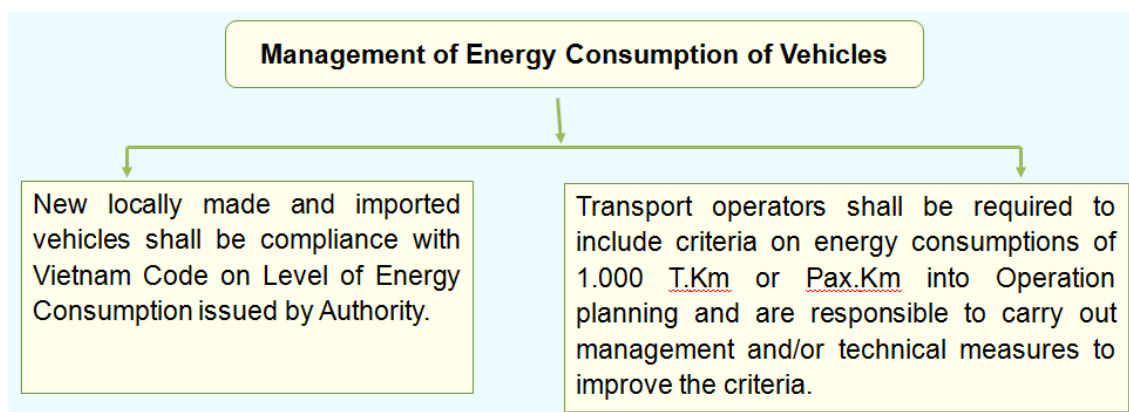 Management of Energy Consumption of Vehicles
New locally made and imported
vehicles shall be compliance with
Vietnam Code on Level of Energy
Consumption issued by Authority.
Transport operators shall be required to
include criteria on energy consumptions of
1.000 T.Km or Pax.Km into Operation
planning and are responsible to carry out
management and/or technical measures to
improve the criteria.